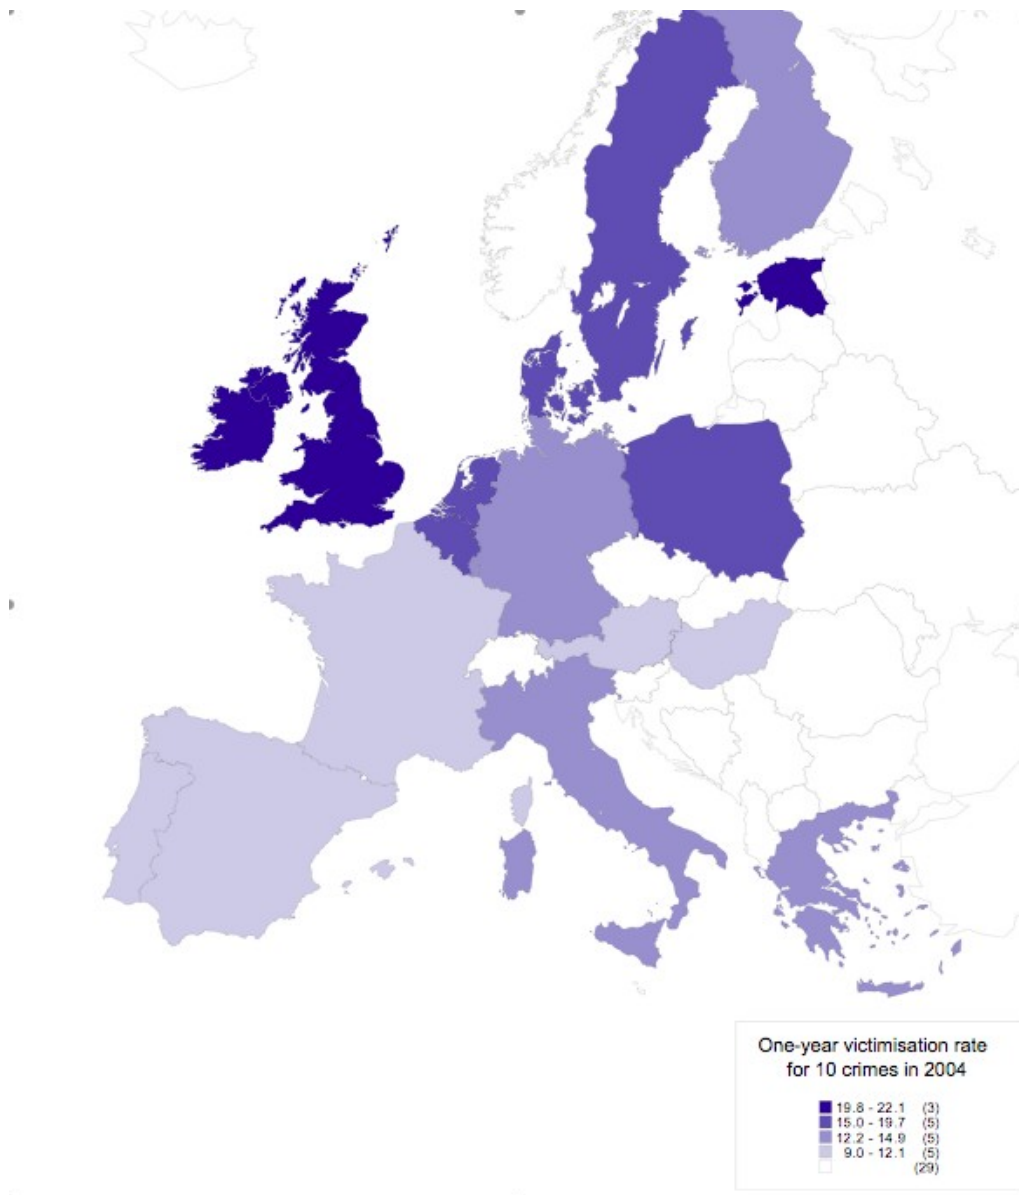 One-year victimisation rate
for 10 crimes in 2004
19.8 - 22.1 (3)
15.0 - 19.7 (5)
12.2 - 14.9 (5)
9.0 - 12.1 (5)
(29)